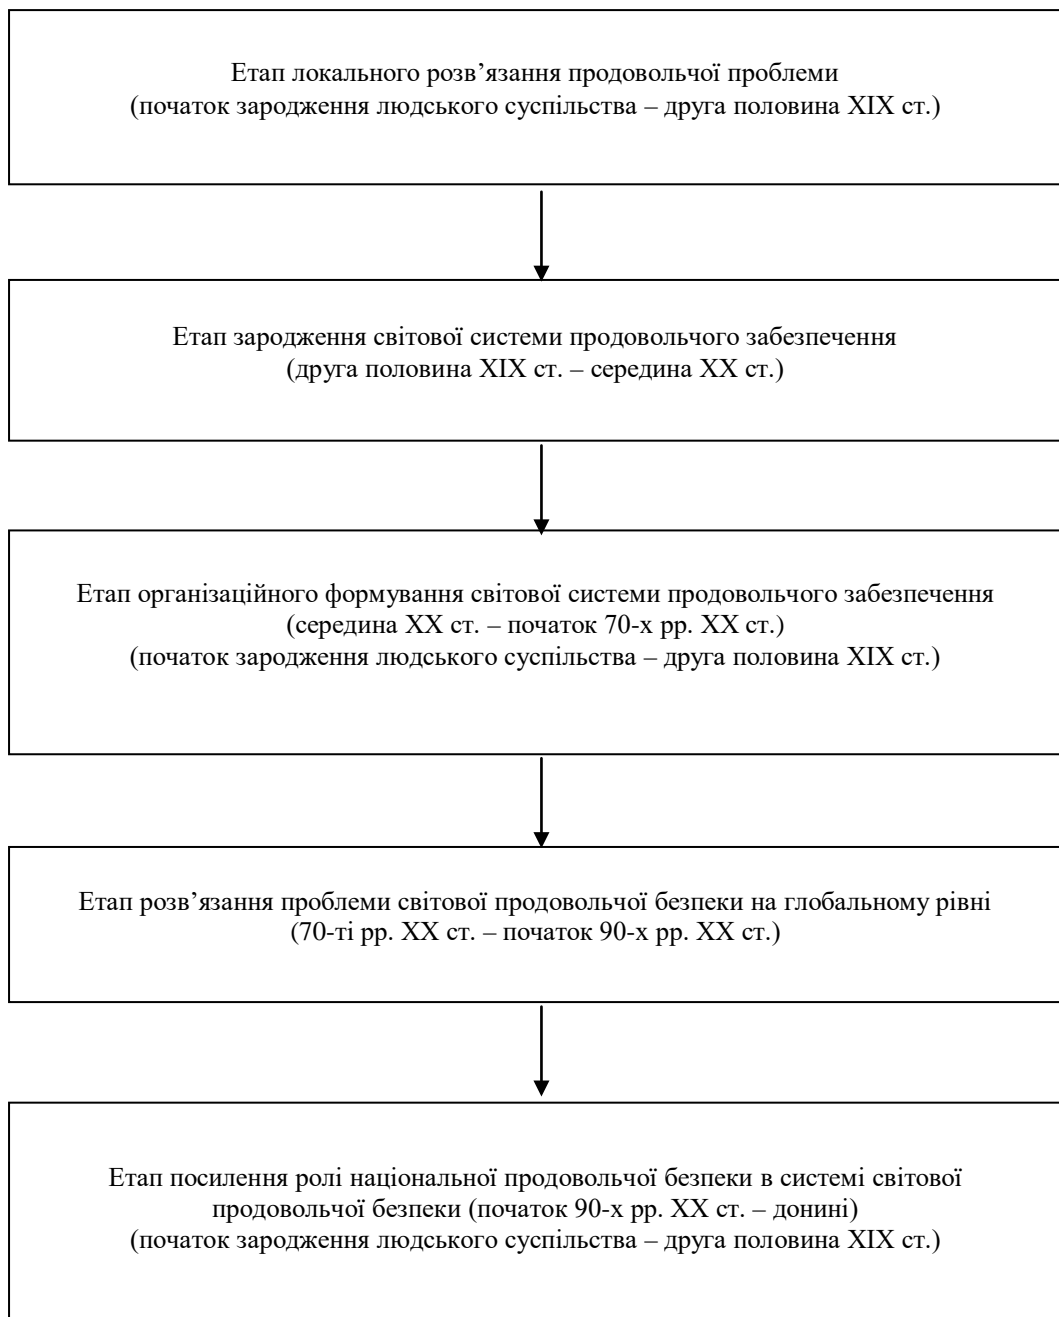 Етап локального розв’язання продовольчої проблеми
(початок зародження людського суспільства – друга половина XIX ст.)
Етап зародження світової системи продовольчого забезпечення
(друга половина XIX ст. – середина XX ст.)
Етап організаційного формування світової системи продовольчого забезпечення
(середина XX ст. – початок 70-х рр. XX ст.)
(початок зародження людського суспільства – друга половина XIX ст.)
Етап розв’язання проблеми світової продовольчої безпеки на глобальному рівні
(70-ті рр. XX ст. – початок 90-х рр. XX ст.)
Етап посилення ролі національної продовольчої безпеки в системі світової
продовольчої безпеки (початок 90-х рр. XX ст. – донині)
(початок зародження людського суспільства – друга половина XIX ст.)